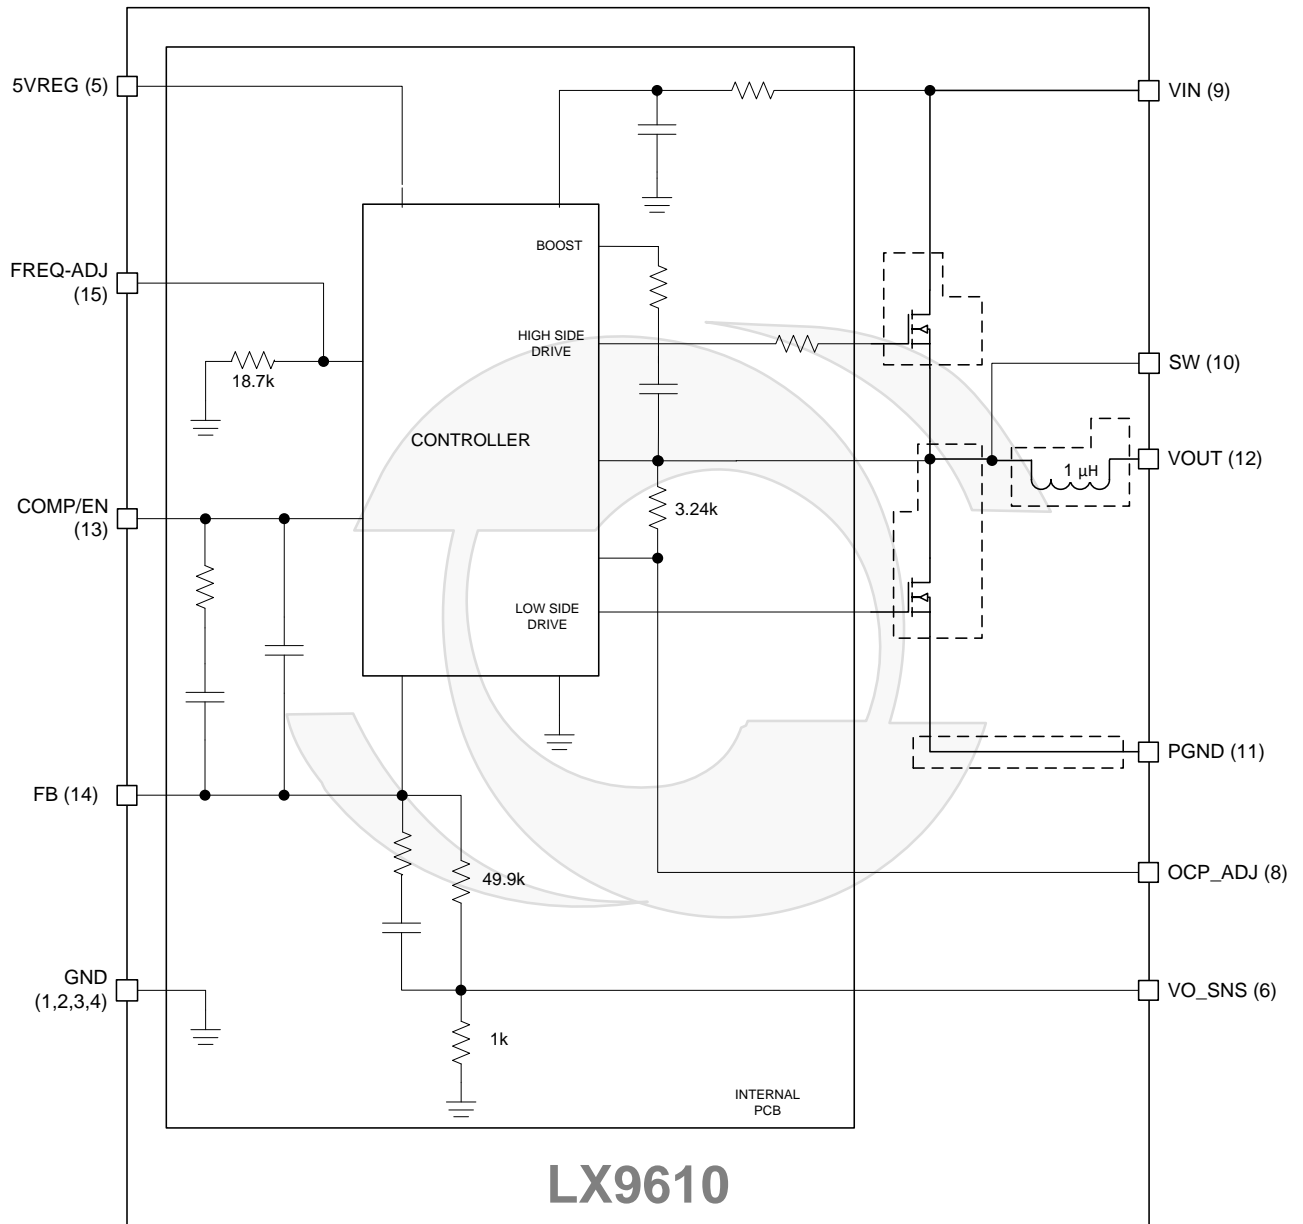 5VREG (5)
VIN (9)
BOOST
FREQ-ADJ
(15)
HIGH SIDE
DRIVE
SW (10)
18.7k
CONTROLLER
VOUT (12)
1 µH
COMP/EN
(13)
3.24k
LOW SIDE
DRIVE
PGND (11)
FB (14)
49.9k
OCP_ADJ (8)
GND
(1,2,3,4)
VO_SNS (6)
1k
INTERNAL
PCB
LX9610